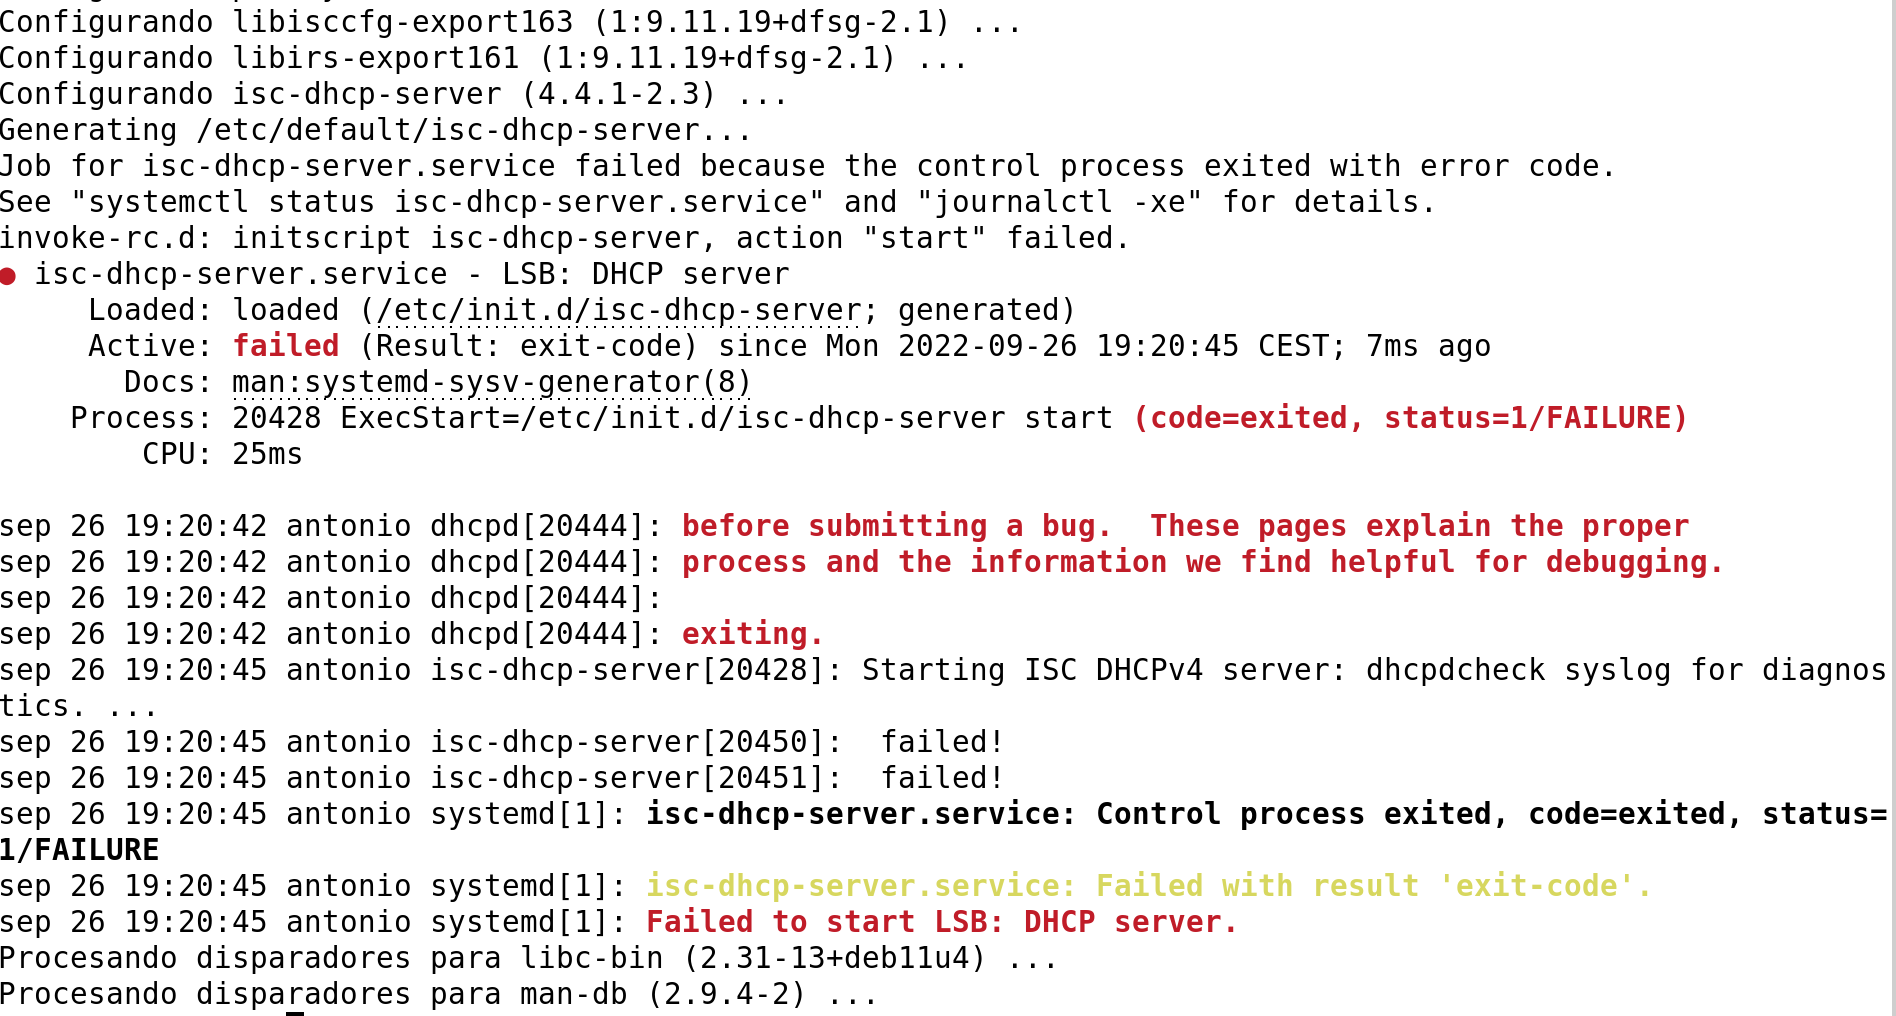 Configurando libisccfg-export163 (1:9.11.19+dfsg-2.1) ...
Configurando libirs-export161 (1:9.11.19+dfsg-2.1) ...
Configurando isc-dhcp-server (4.4.1-2.3) ...
Generating /etc/default/isc-dhcp-server...
Job for isc-dhcp-server.service failed because the control process exited with error code.
See "systemctl status isc-dhcp-server.service" and "journalctl -xe" for details.
invoke-rc.d: initscript isc-dhcp-server, action "start" failed.
● isc-dhcp-server.service - LSB: DHCP server
     Loaded: loaded (/etc/init.d/isc-dhcp-server; generated)
     Active: failed (Result: exit-code) since Mon 2022-09-26 19:20:45 CEST; 7ms ago
       Docs: man:systemd-sysv-generator(8)
    Process: 20428 ExecStart=/etc/init.d/isc-dhcp-server start (code=exited, status=1/FAILURE)
        CPU: 25ms

sep 26 19:20:42 antonio dhcpd[20444]: before submitting a bug.  These pages explain the proper
sep 26 19:20:42 antonio dhcpd[20444]: process and the information we find helpful for debugging.
sep 26 19:20:42 antonio dhcpd[20444]:
sep 26 19:20:42 antonio dhcpd[20444]: exiting.
sep 26 19:20:45 antonio isc-dhcp-server[20428]: Starting ISC DHCPv4 server: dhcpdcheck syslog for diagnos
tics. ...
sep 26 19:20:45 antonio isc-dhcp-server[20450]:  failed!
sep 26 19:20:45 antonio isc-dhcp-server[20451]:  failed!
sep 26 19:20:45 antonio systemd[1]: isc-dhcp-server.service: Control process exited, code=exited, status=
1/FAILURE
sep 26 19:20:45 antonio systemd[1]: isc-dhcp-server.service: Failed with result 'exit-code'.
sep 26 19:20:45 antonio systemd[1]: Failed to start LSB: DHCP server.
Procesando disparadores para libc-bin (2.31-13+deb11u4) ...
Procesando disparadores para man-db (2.9.4-2) ...